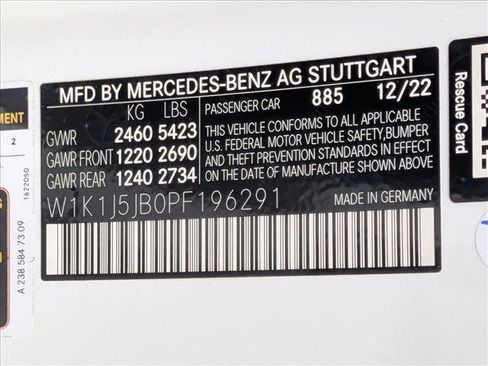 MFD BY MERCEDES-BENZ AG STUTTGART
KG LBS
PASSENGER CAR 885 12/22
GWR 2460 5423
GAWR FRONT 1220 2690
GAWR REAR 1240 2734
THIS VEHICLE CONFORMS TO ALL APPLICABLE
U.S. FEDERAL MOTOR VEHICLE SAFETY, BUMPER
AND THEFT PREVENTION STANDARDS IN EFFECT ON
THE DATE OF MANUFACTURE SHOWN ABOVE.
W1K1J5JB0PF196291
MADE IN GERMANY
Rescue Card
2
1622050
A 238 584 73 09